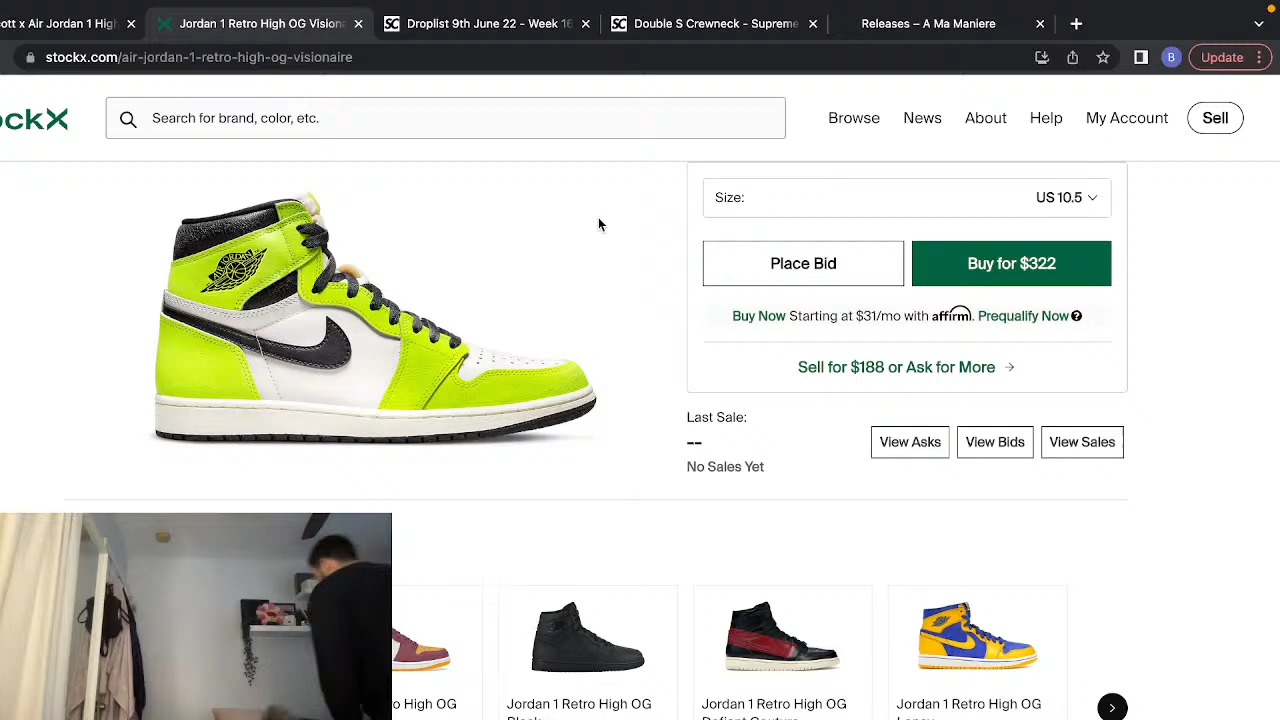 ott x Air Jordan 1 High
Jordan 1 Retro High OG Visiona
Droplist 9th June 22 - Week 16
Double S Crewneck - Supreme
Releases – A Ma Maniere
stockx.com/air-jordan-1-retro-high-og-visionaire
B
Update
ockX
Search for brand, color, etc.
Browse
News
About
Help
My Account
Sell
Size:
US 10.5
Place Bid
Buy for $322
Buy Now Starting at $31/mo with affirm. Prequalify Now
Sell for $188 or Ask for More
Last Sale:
--
No Sales Yet
View Asks
View Bids
View Sales
AIR JORDAN
o High OG
Jordan 1 Retro High OG
Jordan 1 Retro High OG
Jordan 1 Retro High OG